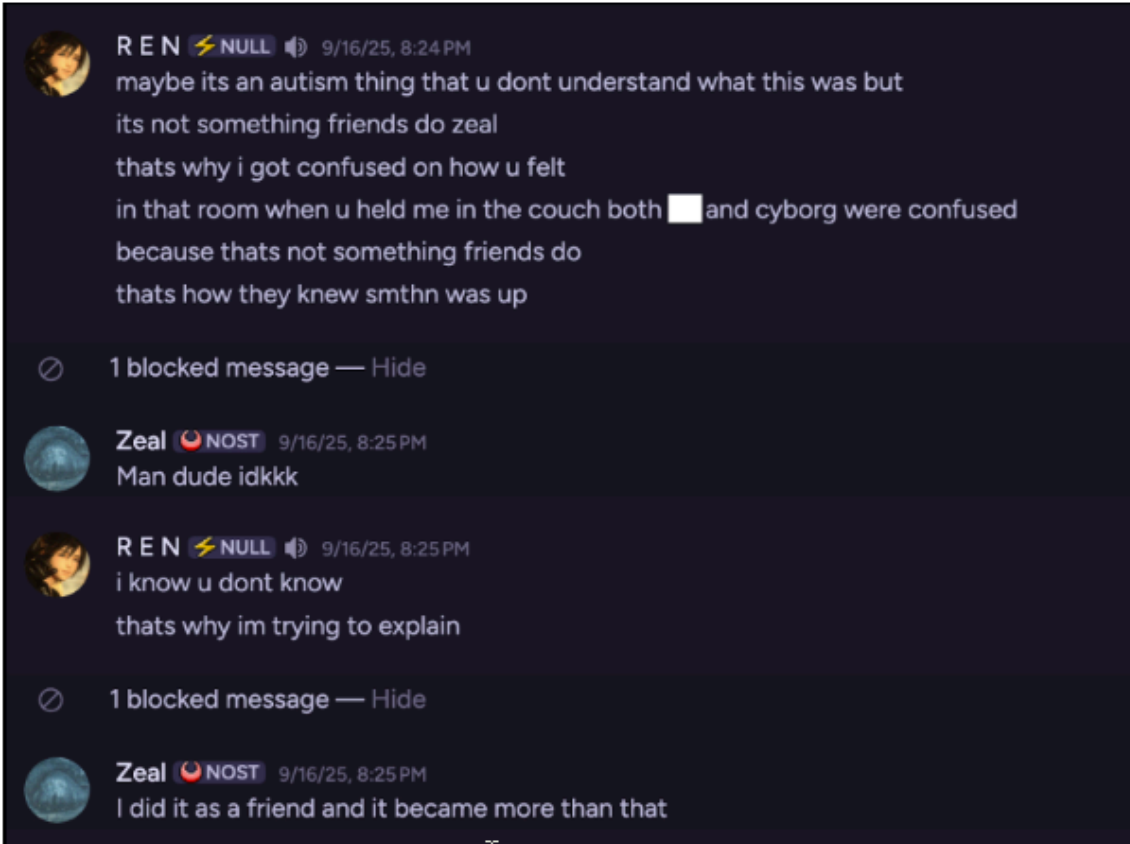 R E N ⚡ NULL 9/16/25, 8:24 PM
maybe its an autism thing that u dont understand what this was but
its not something friends do zeal
thats why i got confused on how u felt
in that room when u held me in the couch both and cyborg were confused
because thats not something friends do
thats how they knew smthn was up
1 blocked message — Hide
Zeal NOST 9/16/25, 8:25 PM
Man dude idkkk
R E N ⚡ NULL 9/16/25, 8:25 PM
i know u dont know
thats why im trying to explain
1 blocked message — Hide
Zeal NOST 9/16/25, 8:25 PM
I did it as a friend and it became more than that